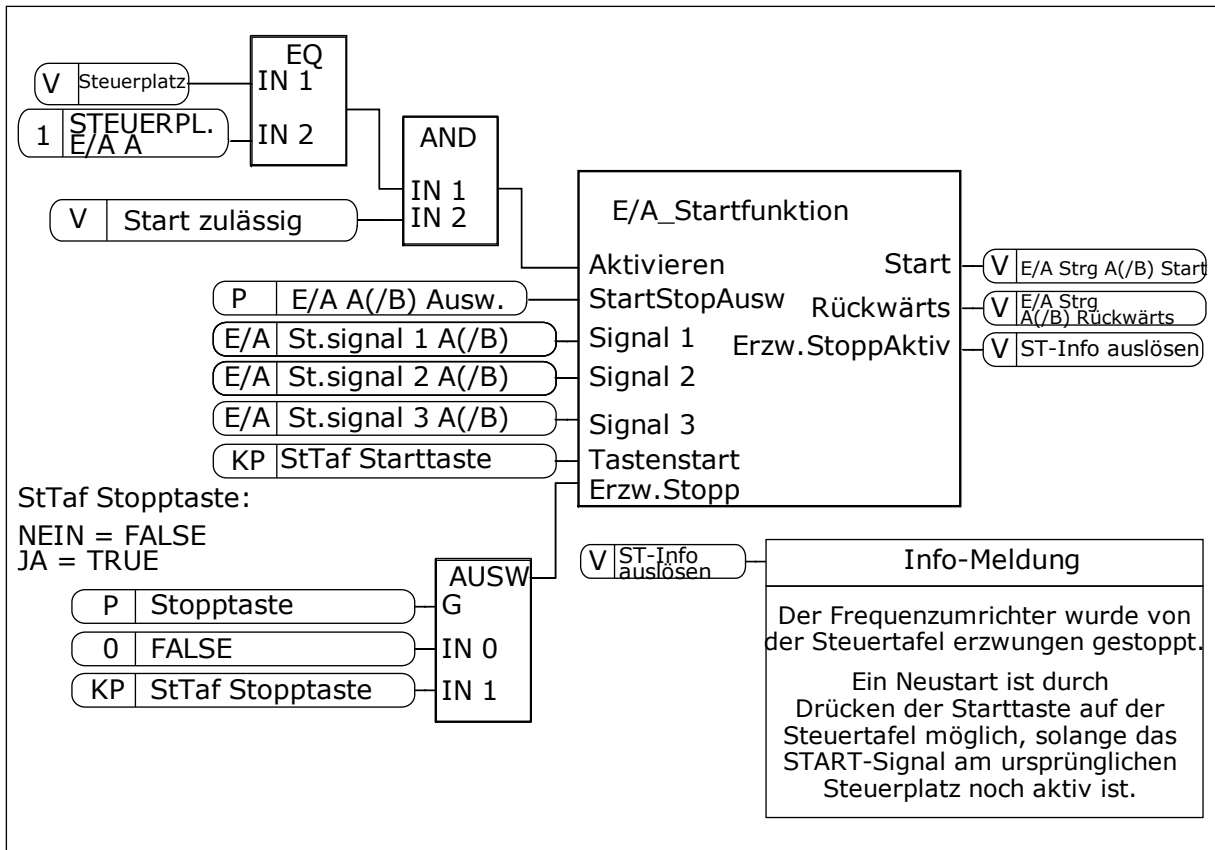 EQ
V Steuerplatz
IN 1
1 STEUERPL.
E/A A
IN 2
AND
IN 1
V Start zulässig
IN 2
E/A_Startfunktion
Aktivieren
Start
V E/A Strg A(/B) Start
P E/A A(/B) Ausw.
StartStopAusw
Rückwärts
V E/A Strg
A(/B) Rückwärts
E/A St.signal 1 A(/B)
Signal 1
Erzw.StoppAktiv
V ST-Info auslösen
E/A St.signal 2 A(/B)
Signal 2
E/A St.signal 3 A(/B)
Signal 3
KP StTaf Starttaste
Tastenstart
Erzw.Stopp
StTaf Stopptaste:
NEIN = FALSE
JA = TRUE
AUSW
P Stopptaste
G
0 FALSE
IN 0
KP StTaf Stopptaste
IN 1
V ST-Info
auslösen
Info-Meldung
Der Frequenzumrichter wurde von
der Steuertafel erzwungen gestoppt.
Ein Neustart ist durch
Drücken der Starttaste auf der
Steuertafel möglich, solange das
START-Signal am ursprünglichen
Steuerplatz noch aktiv ist.